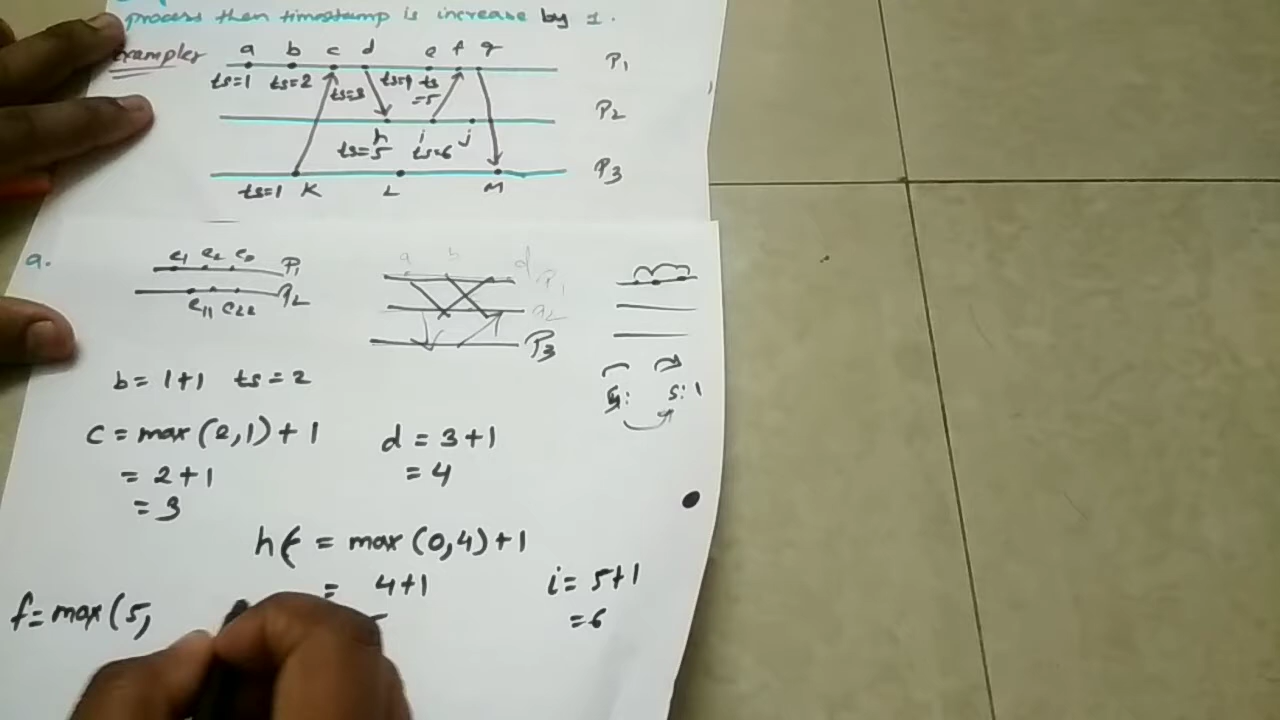 process then timestamp is increase by 1.
Example
a b c d e f g P1
ts=1 ts=2 ts=3 ts=4 ts
=5
P2
h i j
ts=5 ts=6
P3
ts=1 K L M
a.
e1 e2 P1
e11 e22
a b d P1
P3
S:1
b = 1+1 ts = 2
c = max(2,1)+1 d = 3+1
= 2+1 = 4
= 3
h = max(0,4)+1
= 4+1 i = 5+1
f = max(5, = 6